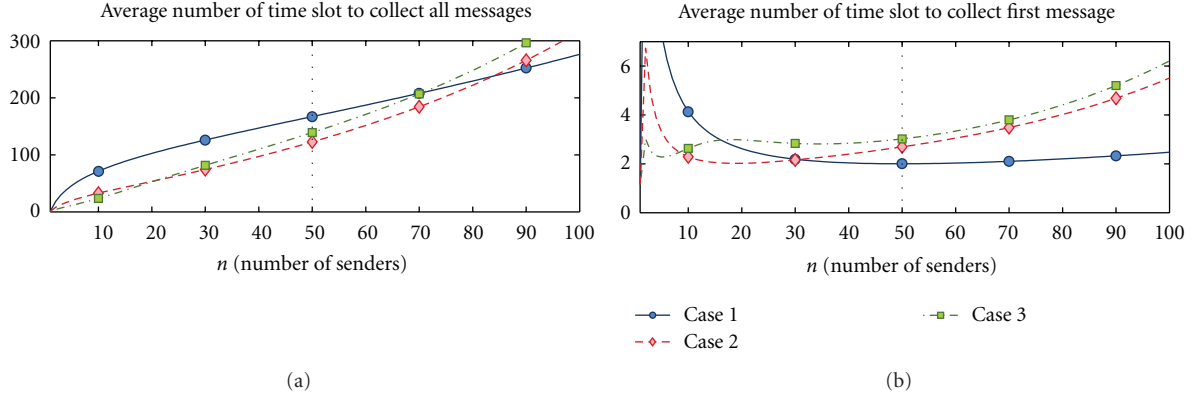 Average number of time slot to collect all messages
300
200
100
0
10 20 30 40 50 60 70 80 90 100
n (number of senders)
(a)
Average number of time slot to collect first message
6
4
2
0
10 20 30 40 50 60 70 80 90 100
n (number of senders)
Case 1
Case 2
Case 3
(b)